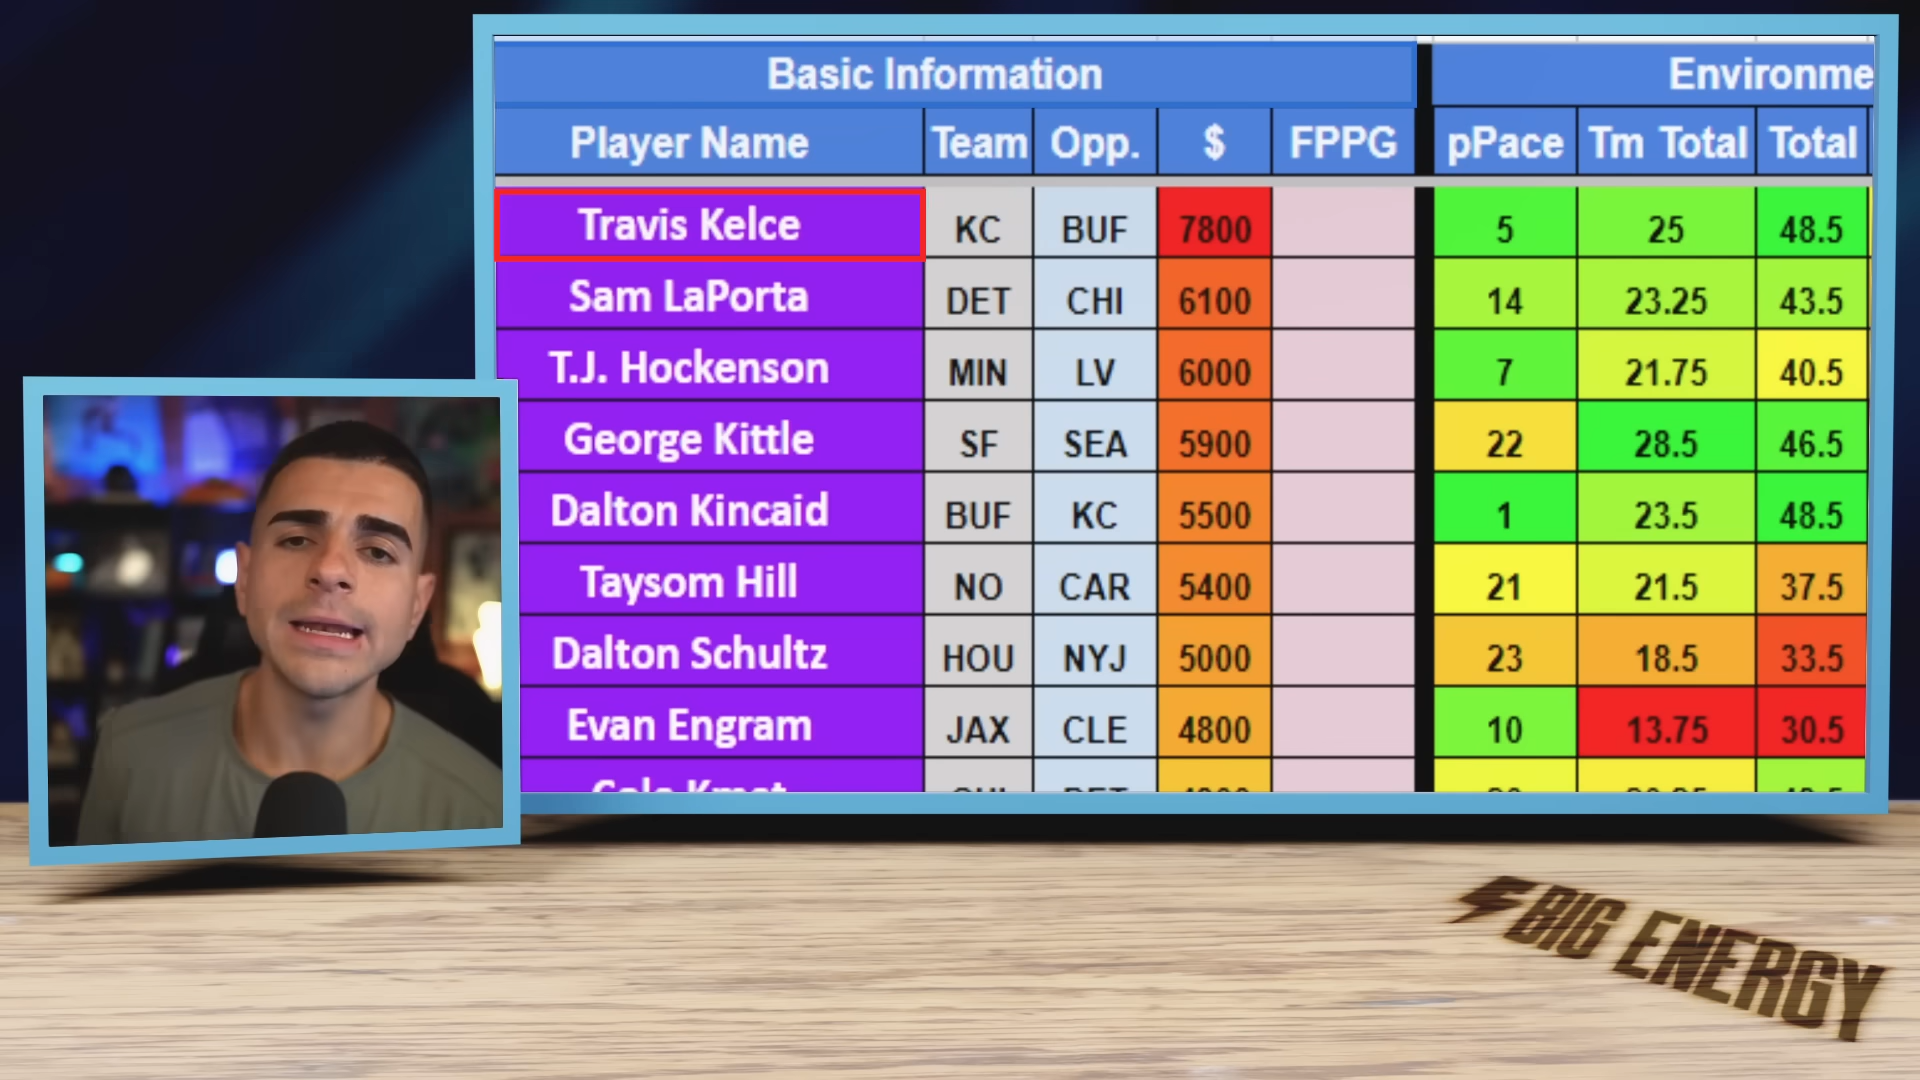 Basic Information Environme
Player Name Team Opp. $ FPPG pPace Tm Total Total
Travis Kelce KC BUF 7800 5 25 48.5
Sam LaPorta DET CHI 6100 14 23.25 43.5
T.J. Hockenson MIN LV 6000 7 21.75 40.5
George Kittle SF SEA 5900 22 28.5 46.5
Dalton Kincaid BUF KC 5500 1 23.5 48.5
Taysom Hill NO CAR 5400 21 21.5 37.5
Dalton Schultz HOU NYJ 5000 23 18.5 33.5
Evan Engram JAX CLE 4800 10 13.75 30.5
BIG ENERGY